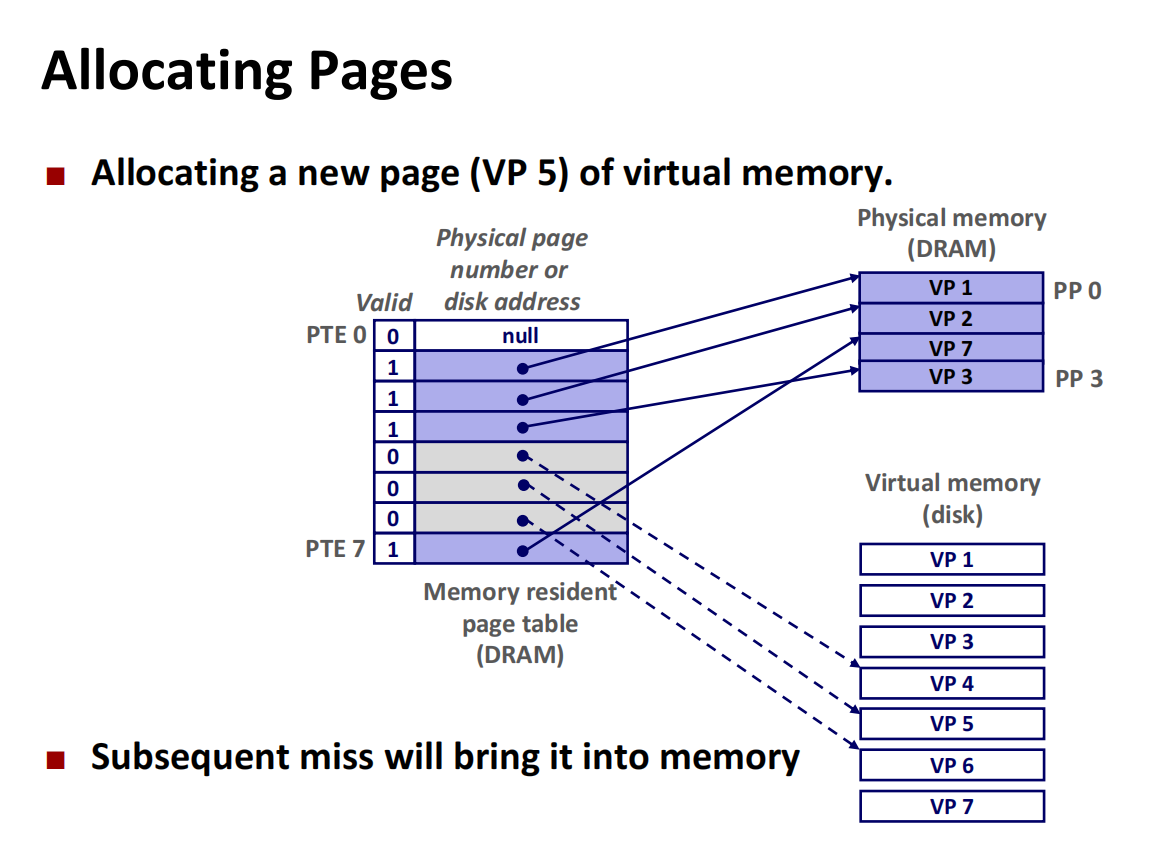 Allocating Pages
■ Allocating a new page (VP 5) of virtual memory.
Physical page
number or
disk address
Valid
PTE 0
0
null
1
1
1
0
0
0
PTE 7
1
Memory resident
page table
(DRAM)
Physical memory
(DRAM)
VP 1
PP 0
VP 2
VP 7
VP 3
PP 3
Virtual memory
(disk)
VP 1
VP 2
VP 3
VP 4
VP 5
VP 6
VP 7
■ Subsequent miss will bring it into memory